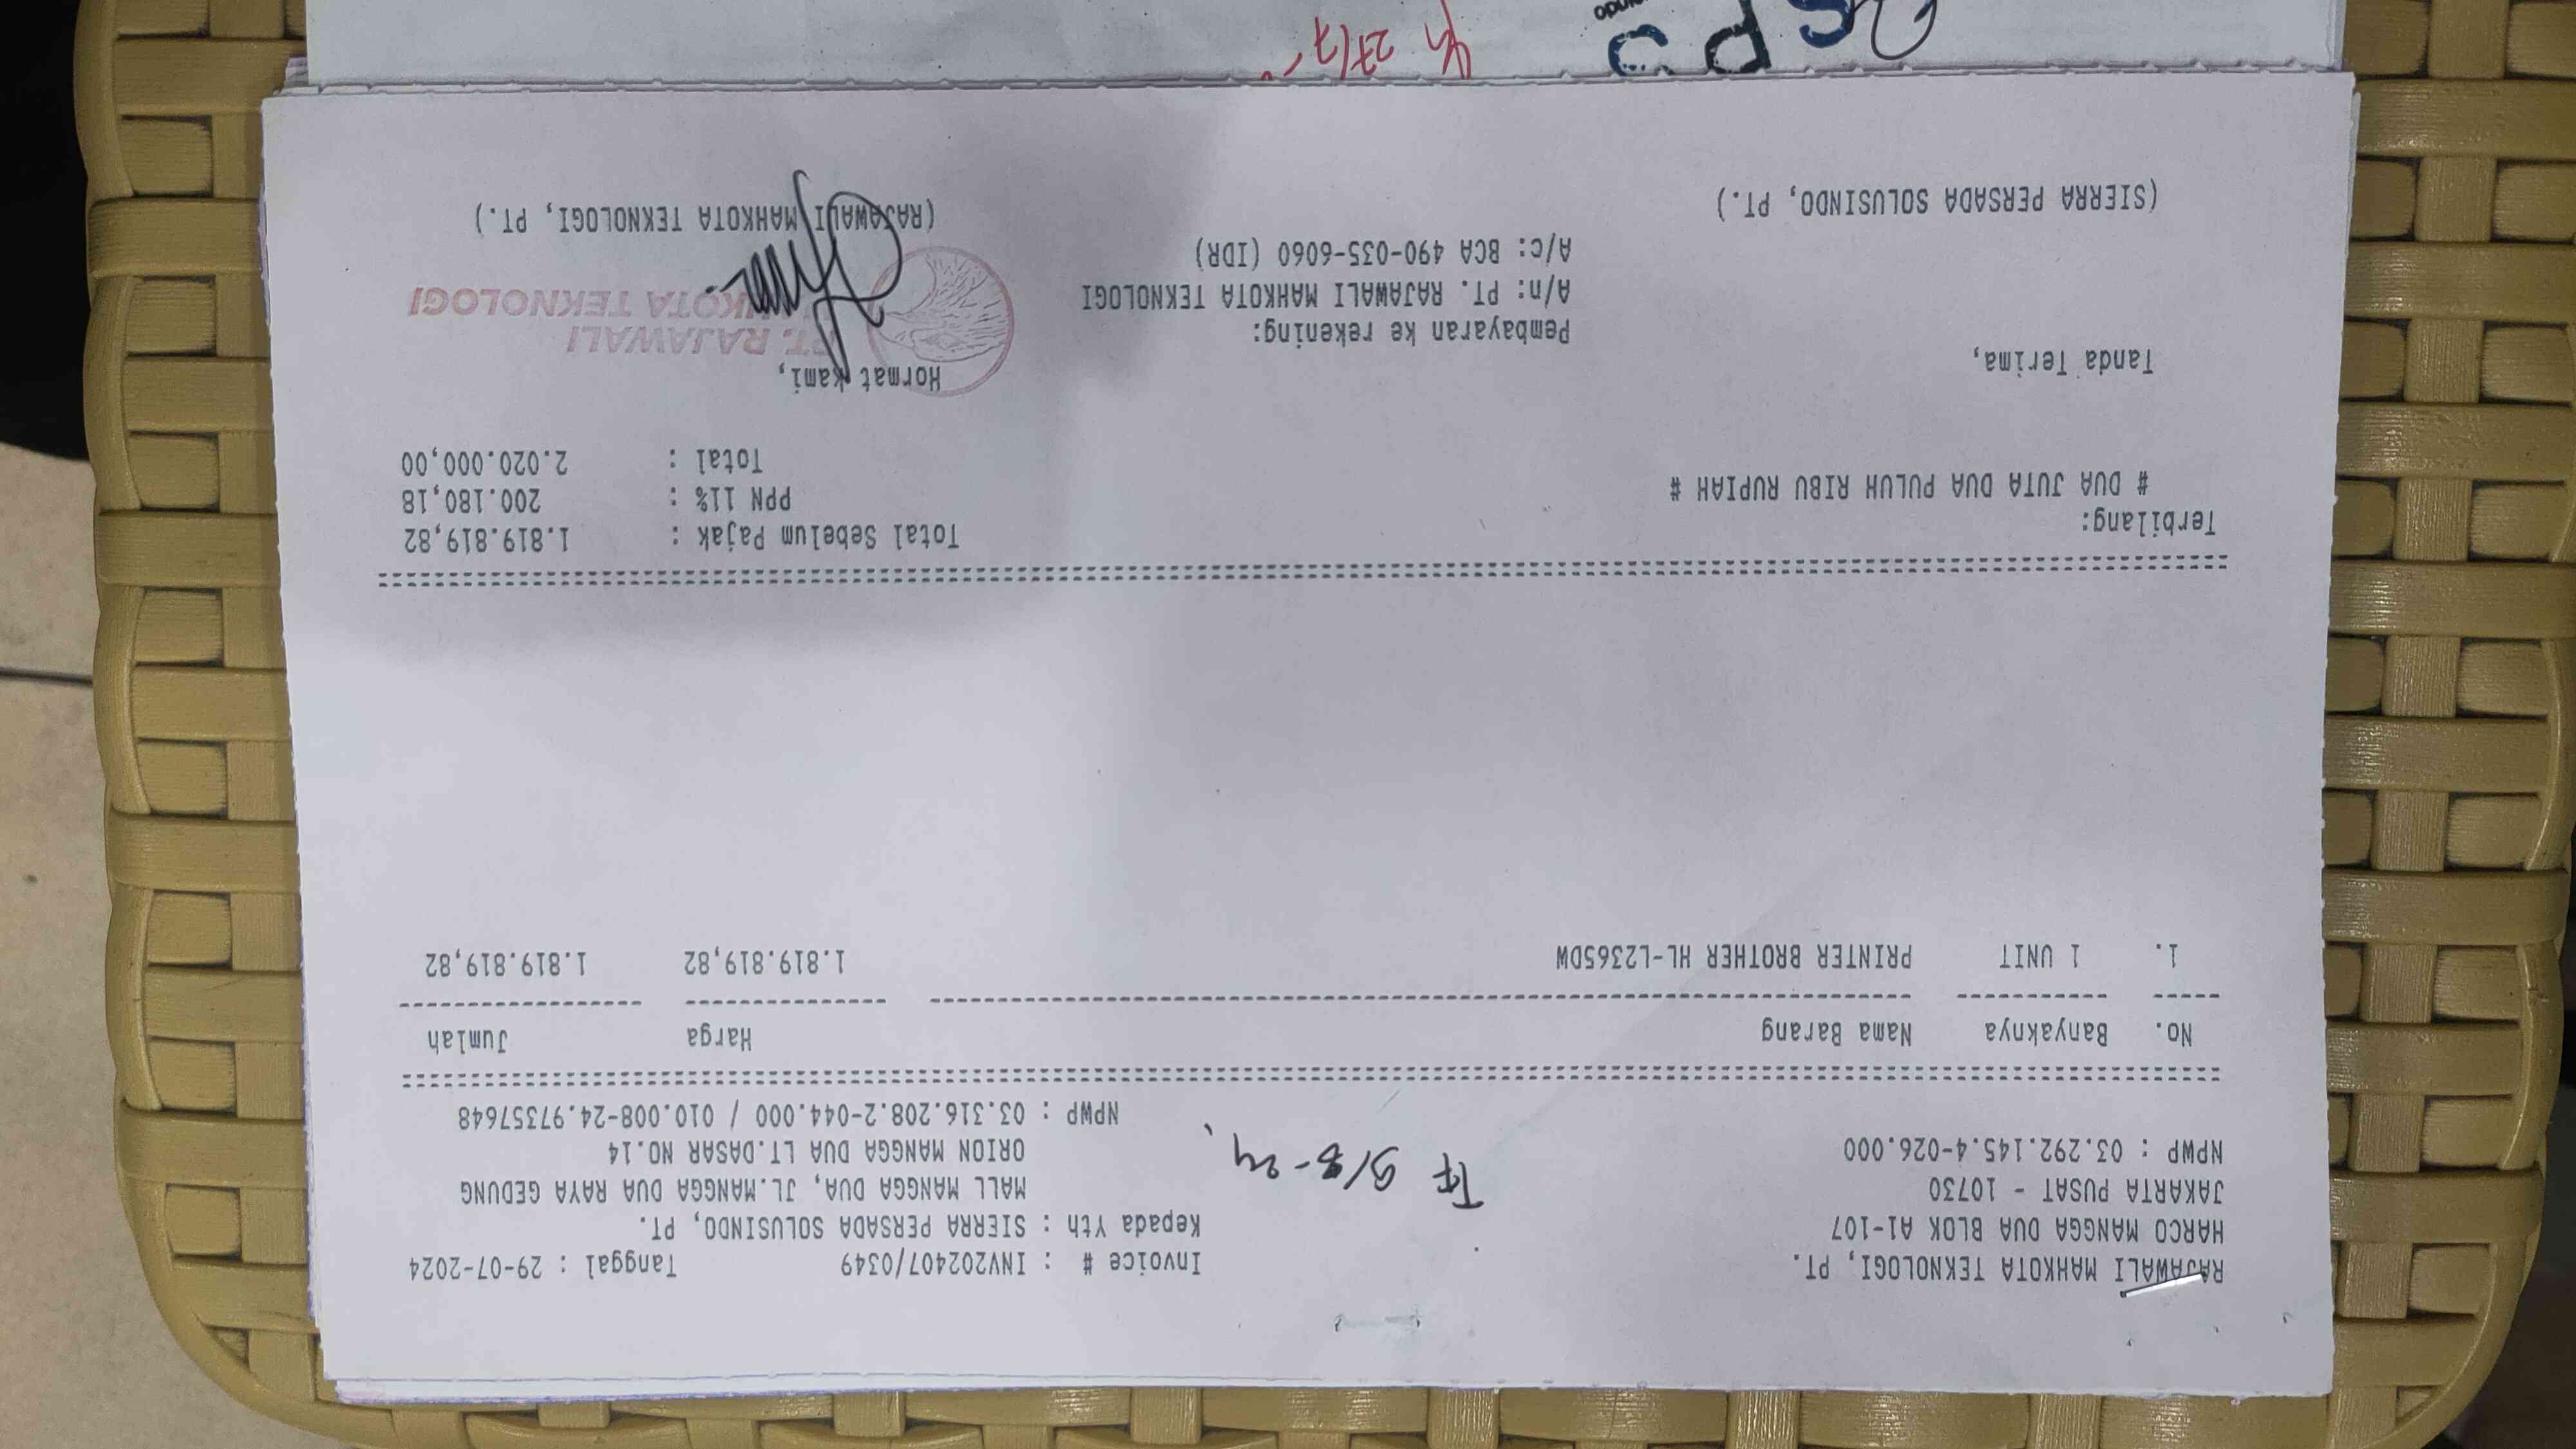 RAJAWALI MAHKOTA TEKNOLOGI, PT.
HARCO MANGGA DUA BLOK A1-107
JAKARTA PUSAT - 10730
NPWP : 03.292.145.4-026.000
Invoice # : INV202407/0349 Tanggal : 29-07-2024
Kepada Yth : SIERRA PERSADA SOLUSINDO, PT.
MALL MANGGA DUA, JL.MANGGA DUA RAYA GEDUNG
ORION MANGGA DUA LT.DASAR NO.14
NPWP : 03.316.208.2-044.000 / 010.008-24.97357648
No. Banyaknya Nama Barang Harga Jumlah
1. 1 UNIT PRINTER BROTHER HL-L2365DW 1.819.819,82 1.819.819,82
Terbilang:
# DUA JUTA DUA PULUH RIBU RUPIAH #
Total Sebelum Pajak : 1.819.819,82
PPN 11% : 200.180,18
Total : 2.020.000,00
Tanda Terima,
(SIERRA PERSADA SOLUSINDO, PT.)
Pembayaran ke rekening:
A/n: PT. RAJAWALI MAHKOTA TEKNOLOGI
A/c: BCA 490-035-6060 (IDR)
Hormat kami,
PT. RAJAWALI
TEKNOLOGI
(RAJAWALI MAHKOTA TEKNOLOGI, PT.)
27/7